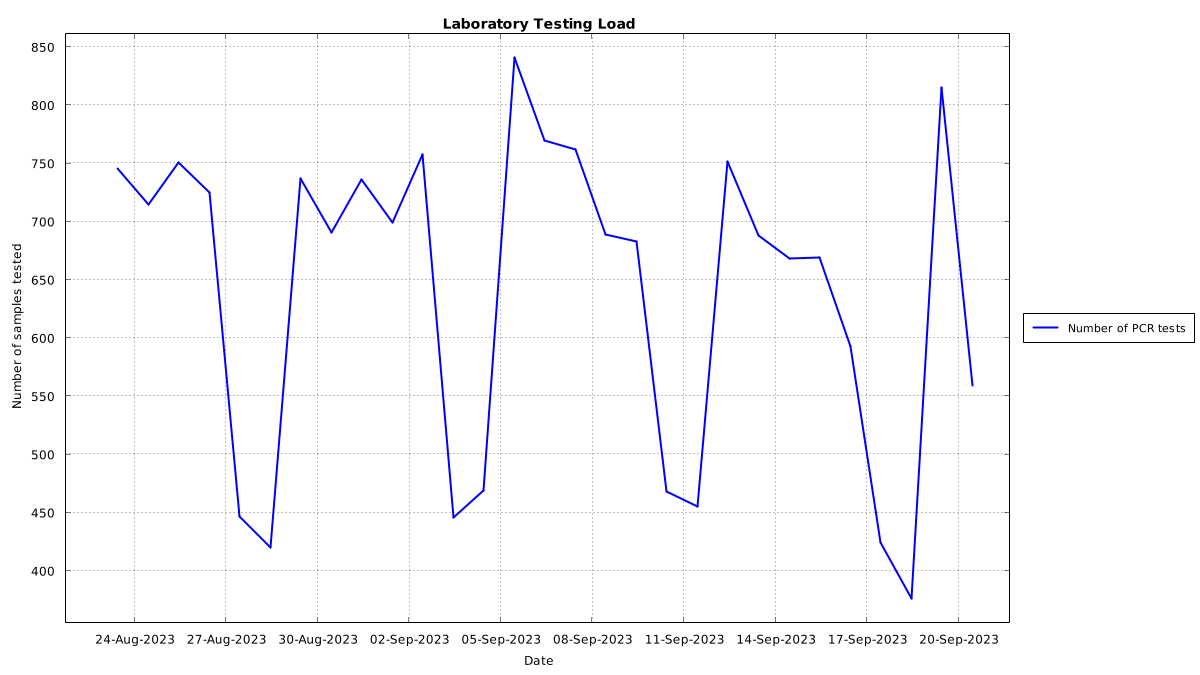 Laboratory Testing Load
850
800
750
700
650
600
550
500
450
400
Number of samples tested
24-Aug-2023 27-Aug-2023 30-Aug-2023 02-Sep-2023 05-Sep-2023 08-Sep-2023 11-Sep-2023 14-Sep-2023 17-Sep-2023 20-Sep-2023
Date
Number of PCR tests